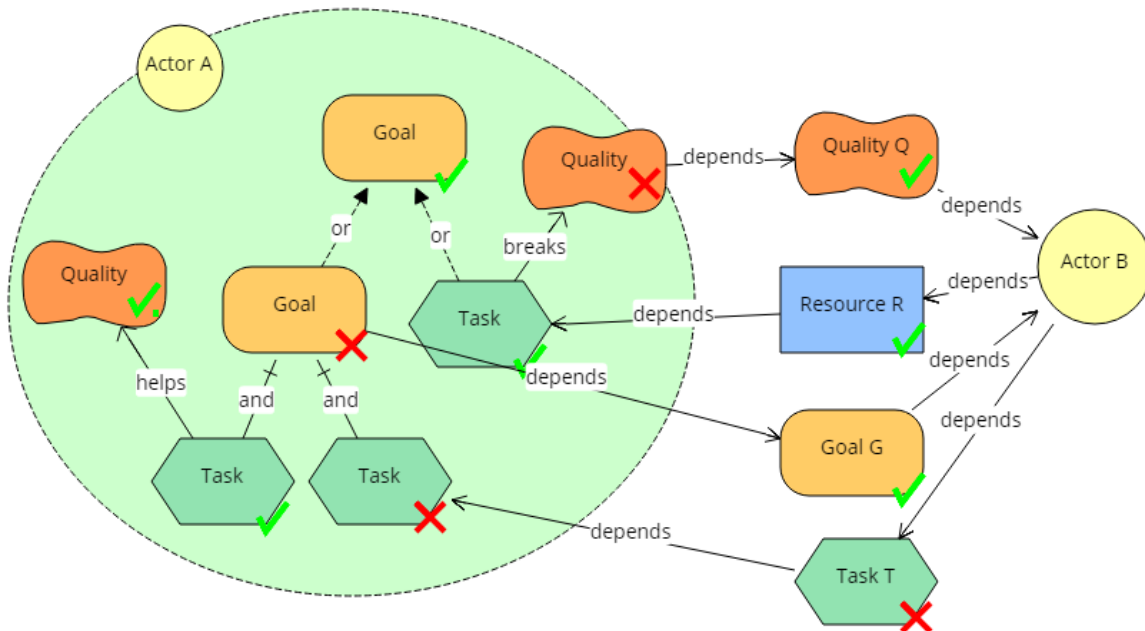 Actor A
Goal
Quality
depends
Quality Q
depends
or
or
breaks
Quality
Goal
Task
depends
Resource R
depends
Actor B
helps
and
and
depends
depends
Goal G
depends
Task
Task
depends
Task T